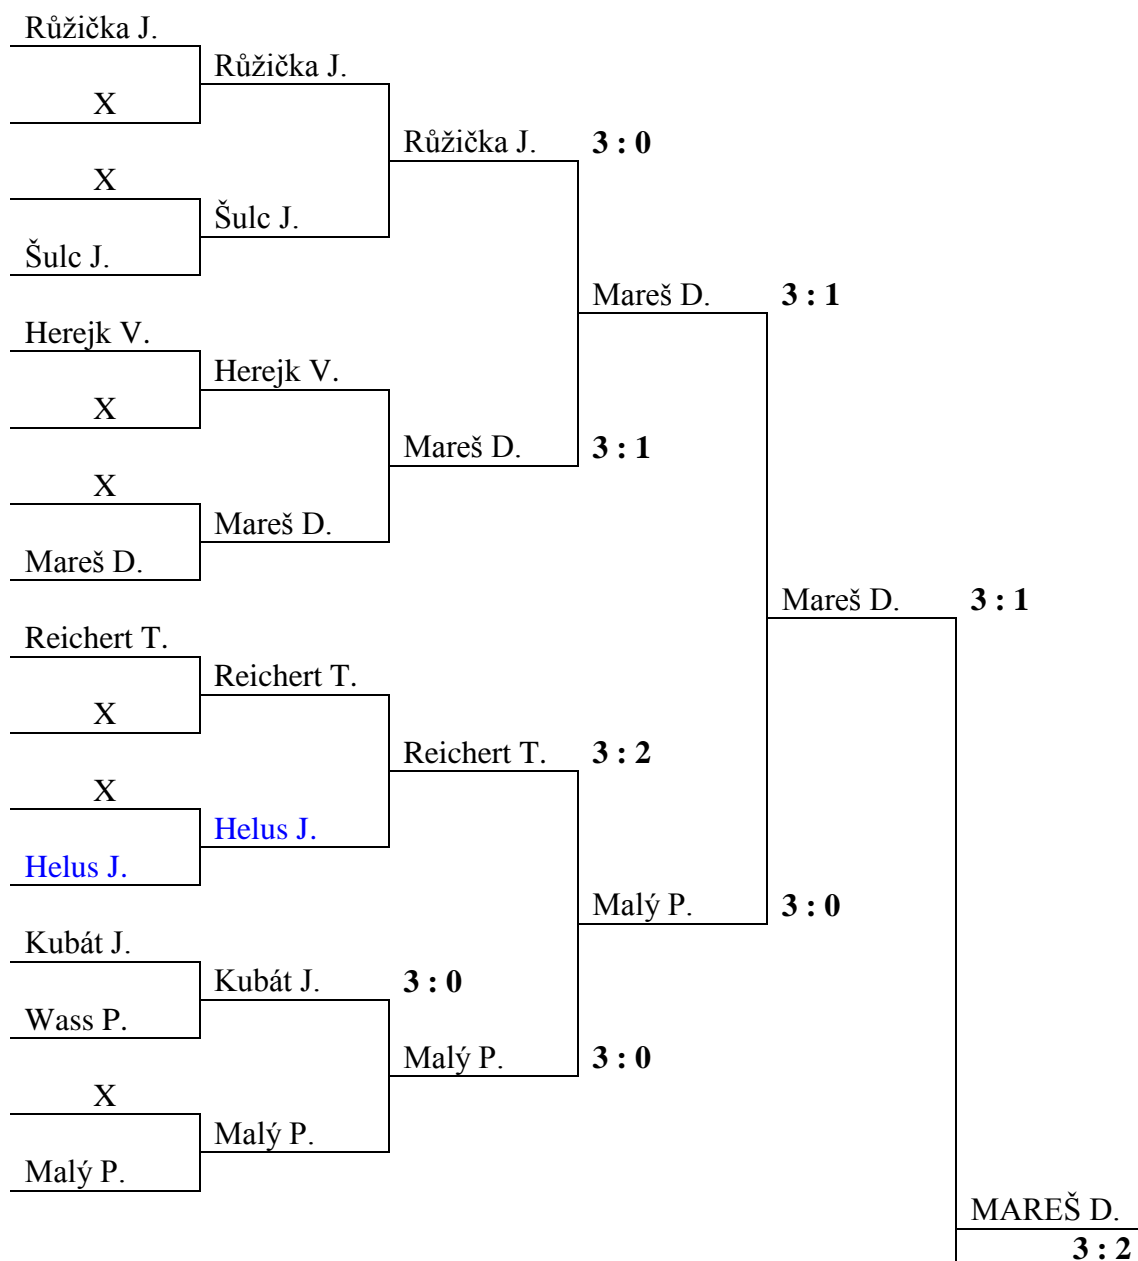 Růžička J.
Růžička J.
X
Růžička J. 3 : 0
X
Šulc J.
Šulc J.
Mareš D. 3 : 1
Herejk V.
Herejk V.
X
Mareš D. 3 : 1
X
Mareš D.
Mareš D.
Mareš D. 3 : 1
Reichert T.
Reichert T.
X
Reichert T. 3 : 2
X
Helus J.
Helus J.
Malý P. 3 : 0
Kubát J.
Kubát J. 3 : 0
Wass P.
Malý P. 3 : 0
X
Malý P.
Malý P.
MAREŠ D.
3 : 2